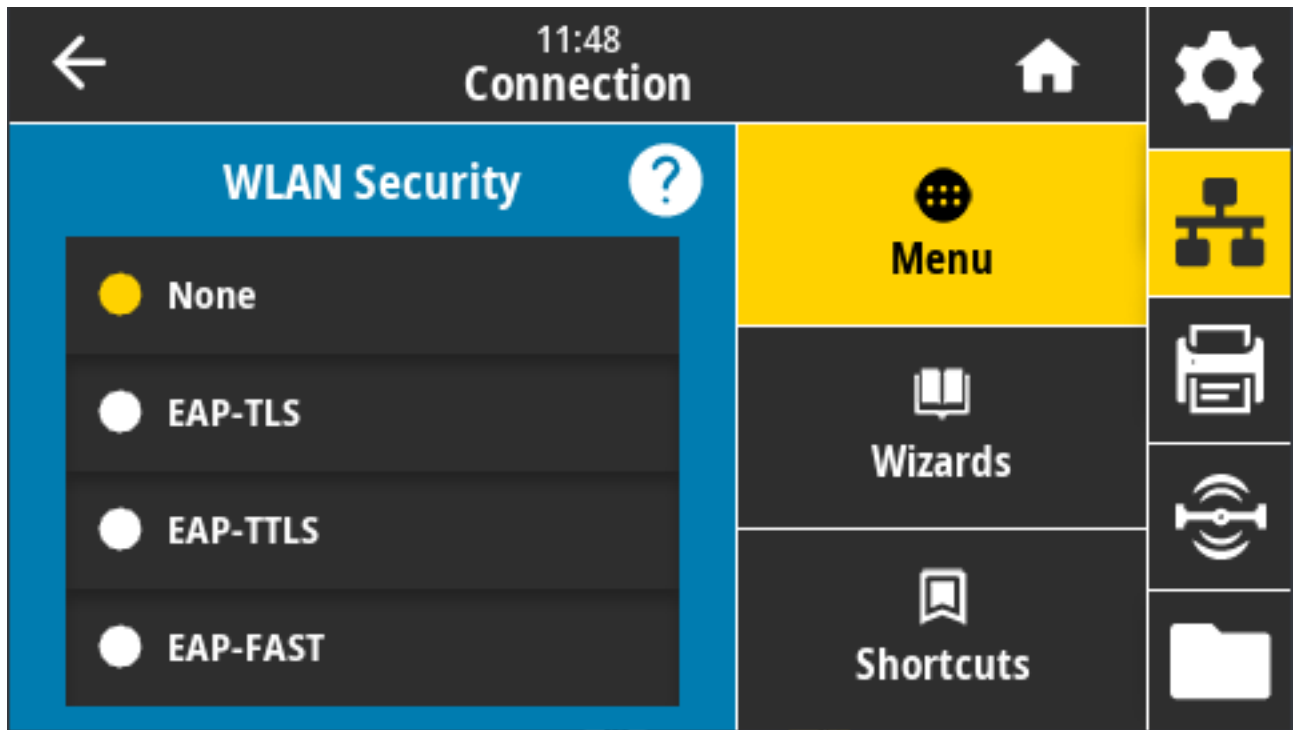 11:48
Connection
WLAN Security
?
None
EAP-TLS
EAP-TTLS
EAP-FAST
Menu
Wizards
Shortcuts